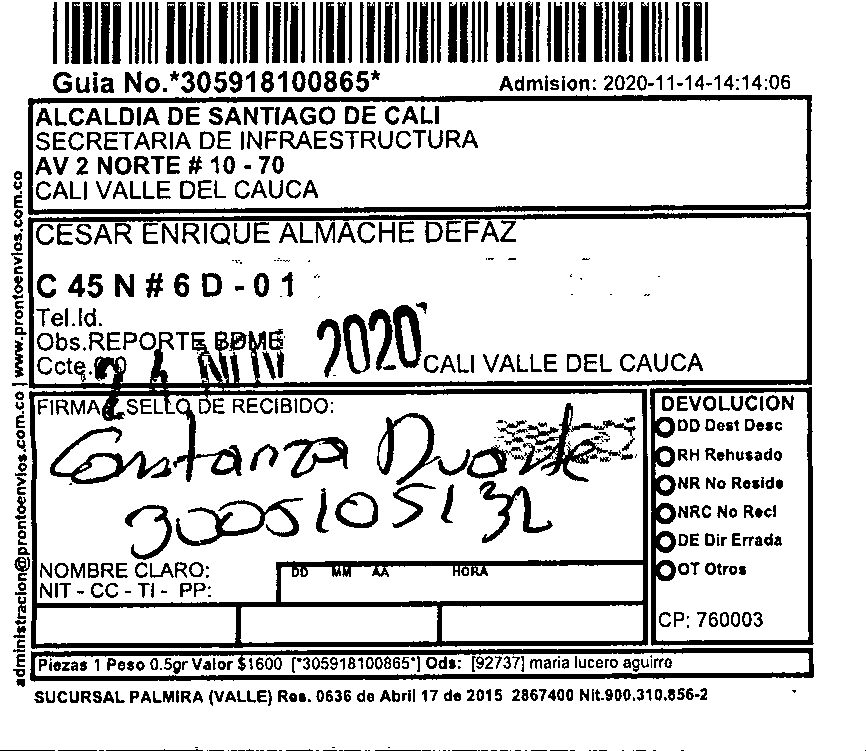 Guia No.*305918100865*
Admision: 2020-11-14-14:14:06
ALCALDIA DE SANTIAGO DE CALI
SECRETARIA DE INFRAESTRUCTURA
AV 2 NORTE # 10 - 70
CALI VALLE DEL CAUCA
CESAR ENRIQUE ALMACHE DEFAZ
C 45 N # 6 D - 0 1
Tel.Id.
Obs.REPORTE BDME
Ccte.
24 NOV 2020
CALI VALLE DEL CAUCA
FIRMA SELLO DE RECIBIDO:
Constanza Duarte
3005105132
NOMBRE CLARO:
NIT - CC - TI - PP:
DD MM AA HORA
DEVOLUCION
DD Dest Desc
RH Rehusado
NR No Reside
NRC No Recl
DE Dir Errada
OT Otros
CP: 760003
Piezas 1 Peso 0.5gr Valor $1600 [*305918100865*] Ods: [92737] maria lucero aguirre
SUCURSAL PALMIRA (VALLE) Res. 0636 de Abril 17 de 2015 2867400 Nit.900.310.856-2
administracion@prontoenvios.com.co | www.prontoenvios.com.co